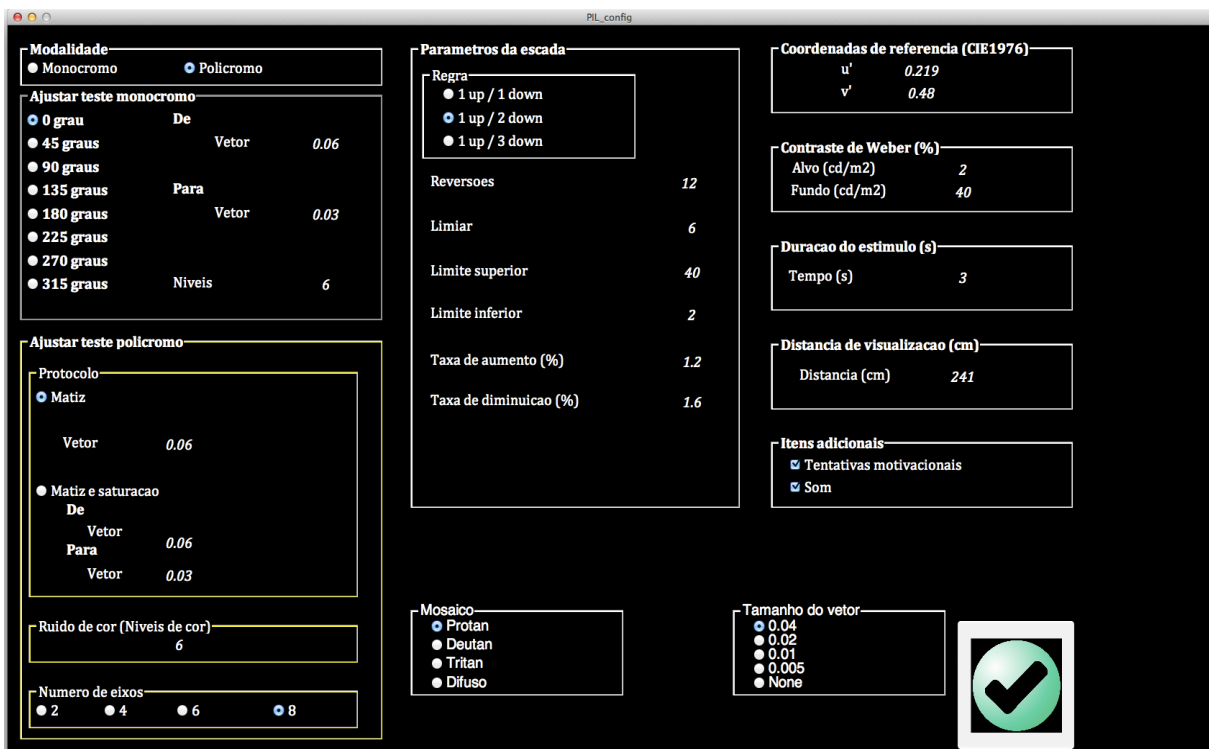 PIL_config
Modalidade
Monocromo Policromo
Ajustar teste monocromo
0 grau De
45 graus Vetor 0.06
90 graus
135 graus Para
180 graus Vetor 0.03
225 graus
270 graus
315 graus Niveis 6
Ajustar teste policromo
Protocolo
Matiz
Vetor 0.06
Matiz e saturacao
De
Vetor 0.06
Para
Vetor 0.03
Ruido de cor (Niveis de cor)
6
Numero de eixos
2 4 6 8
Parametros da escada
Regra
1 up / 1 down
1 up / 2 down
1 up / 3 down
Reversoes 12
Limiar 6
Limite superior 40
Limite inferior 2
Taxa de aumento (%) 1.2
Taxa de diminuicao (%) 1.6
Mosaico
Protan
Deutan
Tritan
Difuso
Coordenadas de referencia (CIE1976)
u' 0.219
v' 0.48
Contraste de Weber (%)
Alvo (cd/m2) 2
Fundo (cd/m2) 40
Duracao do estimulo (s)
Tempo (s) 3
Distancia de visualizacao (cm)
Distancia (cm) 241
Itens adicionais
Tentativas motivacionais
Som
Tamanho do vetor
0.04
0.02
0.01
0.005
None